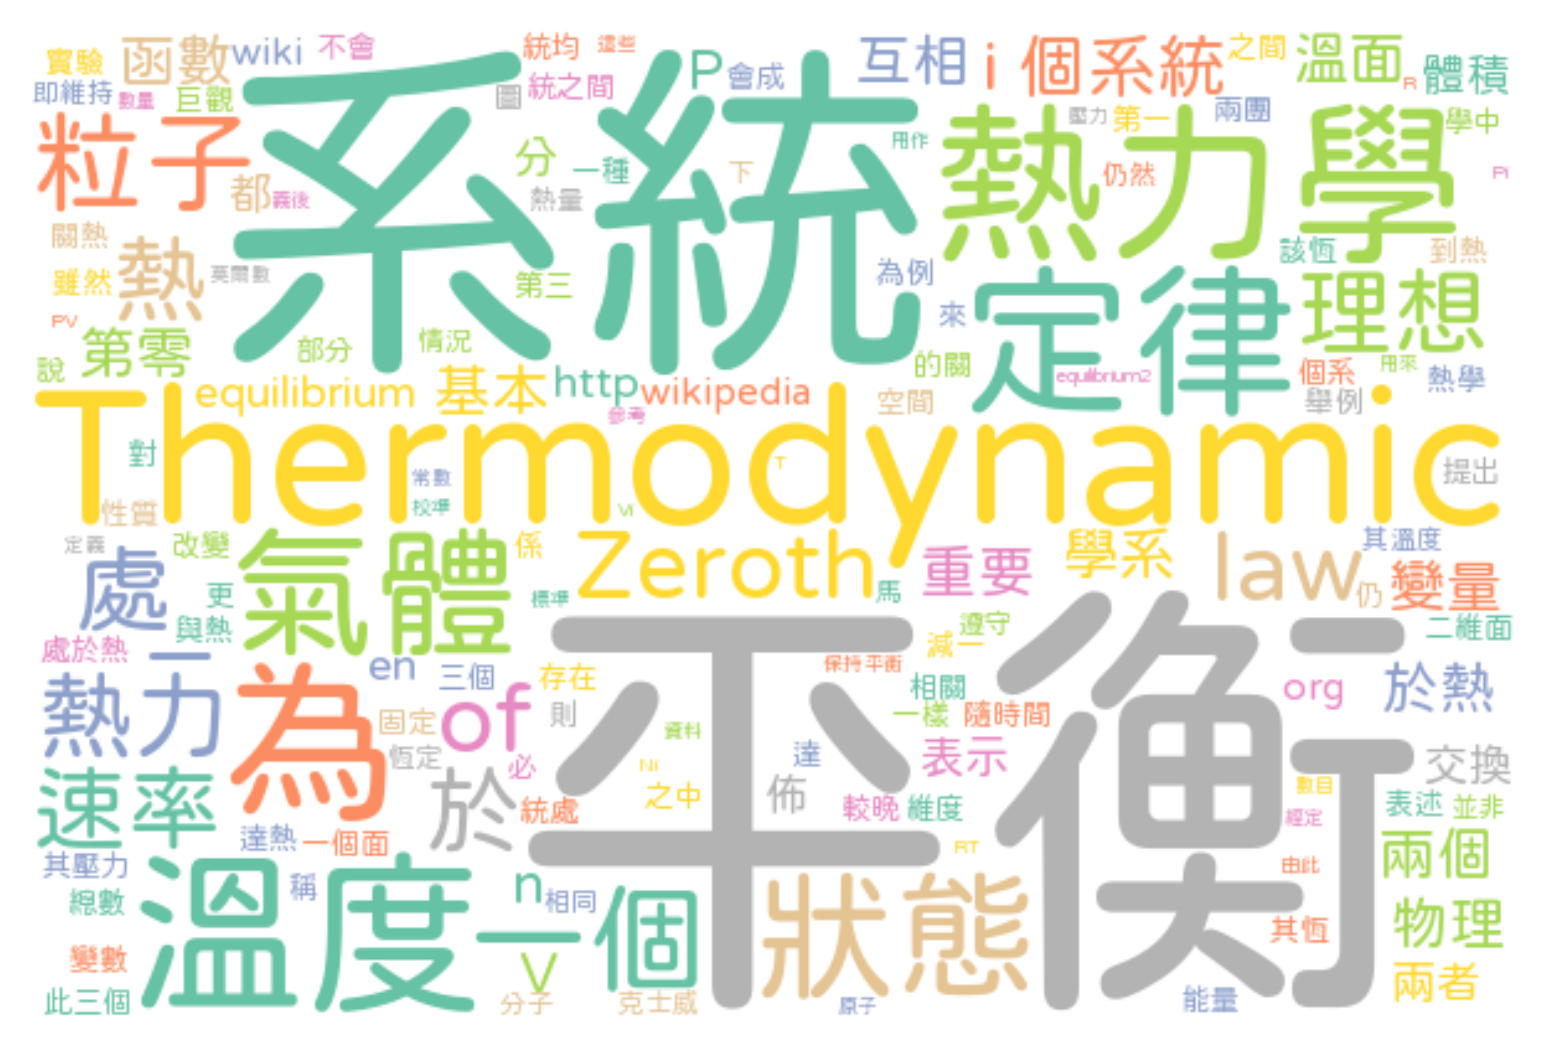 實驗 函數 wiki 不會 統均 這些 P 會成 互相 i 個系統 之間 溫面 體積
即維持 數量 巨觀 圖 統之間 壓力 第一 兩團 R 學中
粒子 系統 熱力學
都 義後 分 一種 熱量 下 用作 仍然 Pi
關熱 熱 莫爾數 第三 為例 該恆 到熱
雖然 PV 來 定律 理想
說 第零 部分 情況 的關 equilibrium2 個系 用來 熱學
equilibrium 基本 http wikipedia 空間 舉例
參考
Thermodynamic
對 常數 T 提出
性質 校準 Vi
定義 改變 氣體 係 Zeroth 重要 學系 law 其溫度
處 更 標準 馬 仍 變量
處於熱 與熱 平衡 減一 遵守 二維面
熱力 為 en 三個 存在 保持平衡 相關 org 於熱
固定 of 則 資料 一樣 隨時間
恆定 必 Ni 達 表示 交換
速率 於 統處 之中 佈 較晚 維度 數目 表述 並非
達熱 一個面 RT 經定
其壓力 由此 兩個
總數 溫度 稱 n 相同 一個 狀態 其恆 物理
變數 V 兩者
此三個 分子 克士威 原子 能量